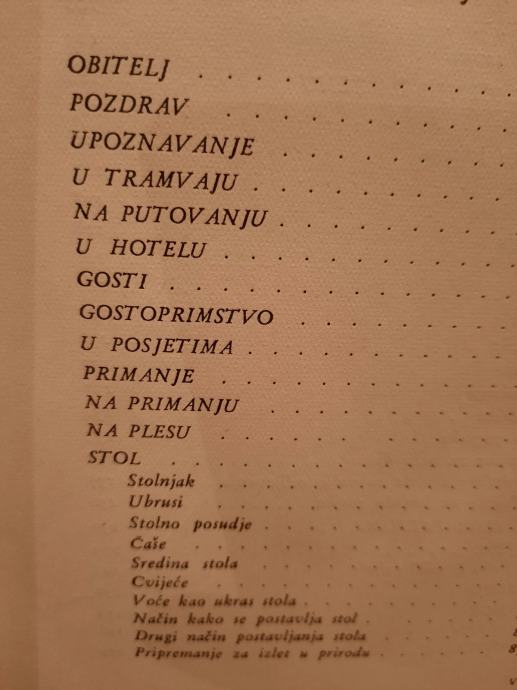 OBITELJ . . . . . . . . .
POZDRAV . . . . . . . .
UPOZNAVANJE . . . . . . .
U TRAMVAJU . . . . . . . .
NA PUTOVANJU . . . . . . .
U HOTELU . . . . . . . . .
GOSTI . . . . . . . . . . .
GOSTOPRIMSTVO . . . . . . .
U POSJETIMA . . . . . . . .
PRIMANJE . . . . . . . . .
NA PRIMANJU . . . . . . . .
NA PLESU . . . . . . . . .
STOL . . . . . . . . . . .
Stolnjak . . . . . . . . .
Ubrusi . . . . . . . . .
Stolno posudje . . . . . . .
Čaše . . . . . . . . . .
Sredina stola . . . . . . .
Cvijeće . . . . . . . . .
Voće kao ukras stola . . . . . .
Način kako se postavlja stol . . . .
Drugi način postavljanja stola . . . .
Pripremanje za izlet u prirodu . . . . . 8